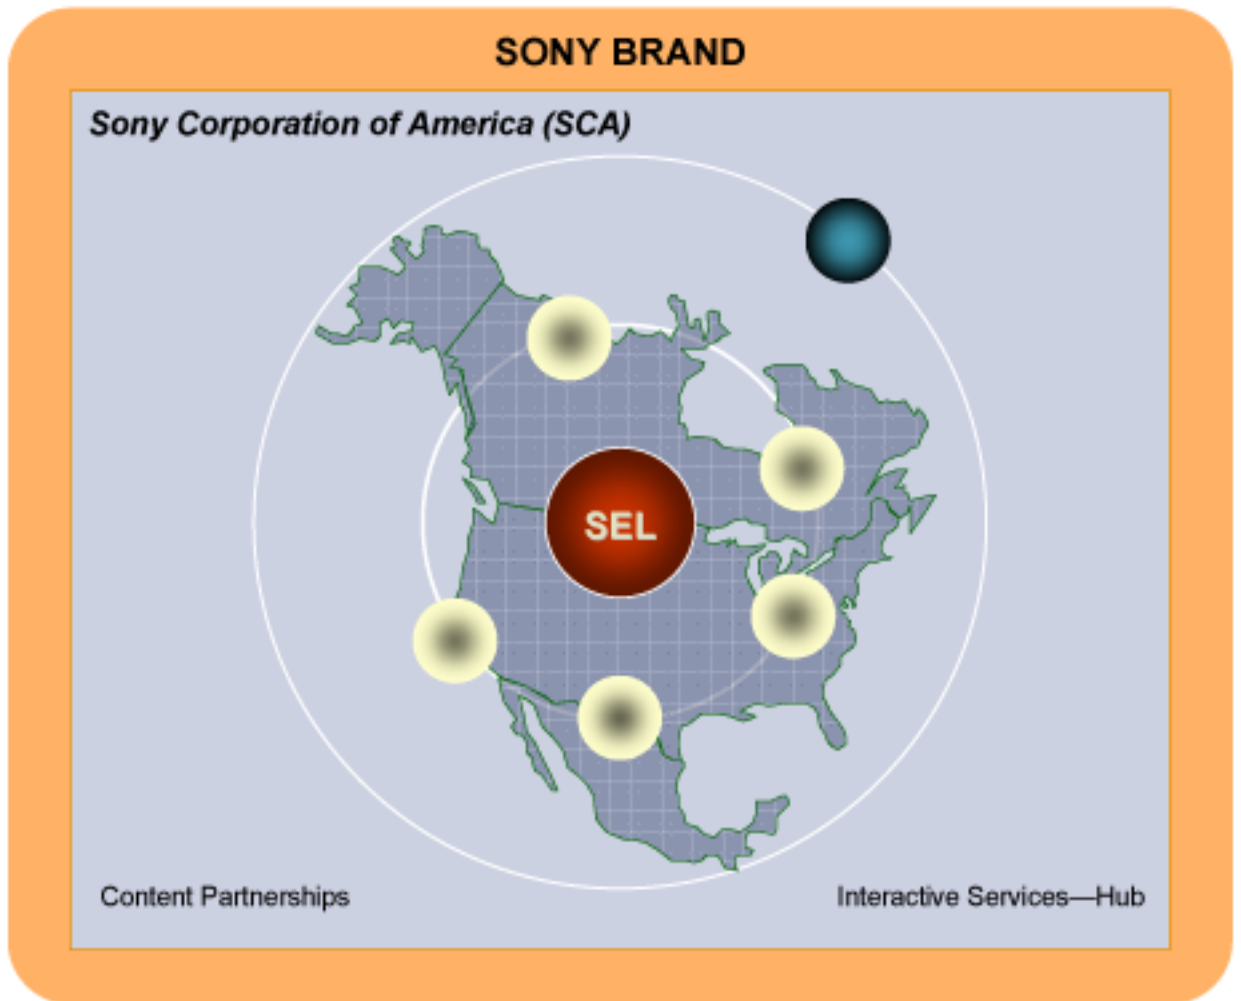 SONY BRAND
Sony Corporation of America (SCA)
SEL
Content Partnerships
Interactive Services—Hub